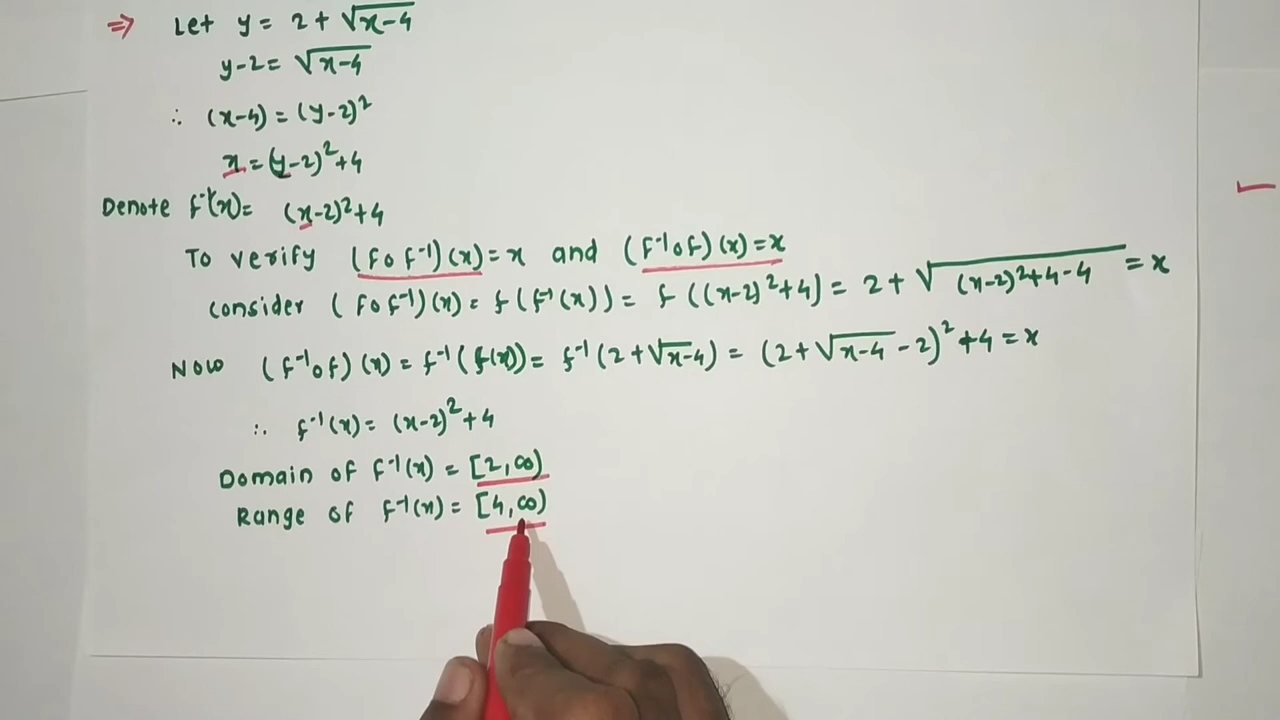 ⇒ Let y = 2 + √(x-4)
y-2 = √(x-4)
∴ (x-4) = (y-2)²
x = (y-2)²+4
Denote f⁻¹(x) = (x-2)²+4
To verify (f o f⁻¹)(x) = x and (f⁻¹ o f)(x) = x
consider (f o f⁻¹)(x) = f(f⁻¹(x)) = f((x-2)²+4) = 2 + √((x-2)²+4-4) = x
Now (f⁻¹ o f)(x) = f⁻¹(f(x)) = f⁻¹(2+√x-4) = (2+√(x-4) -2)² +4 = x
∴ f⁻¹(x) = (x-2)²+4
Domain of f⁻¹(x) = [2,∞)
Range of f⁻¹(x) = [4,∞)